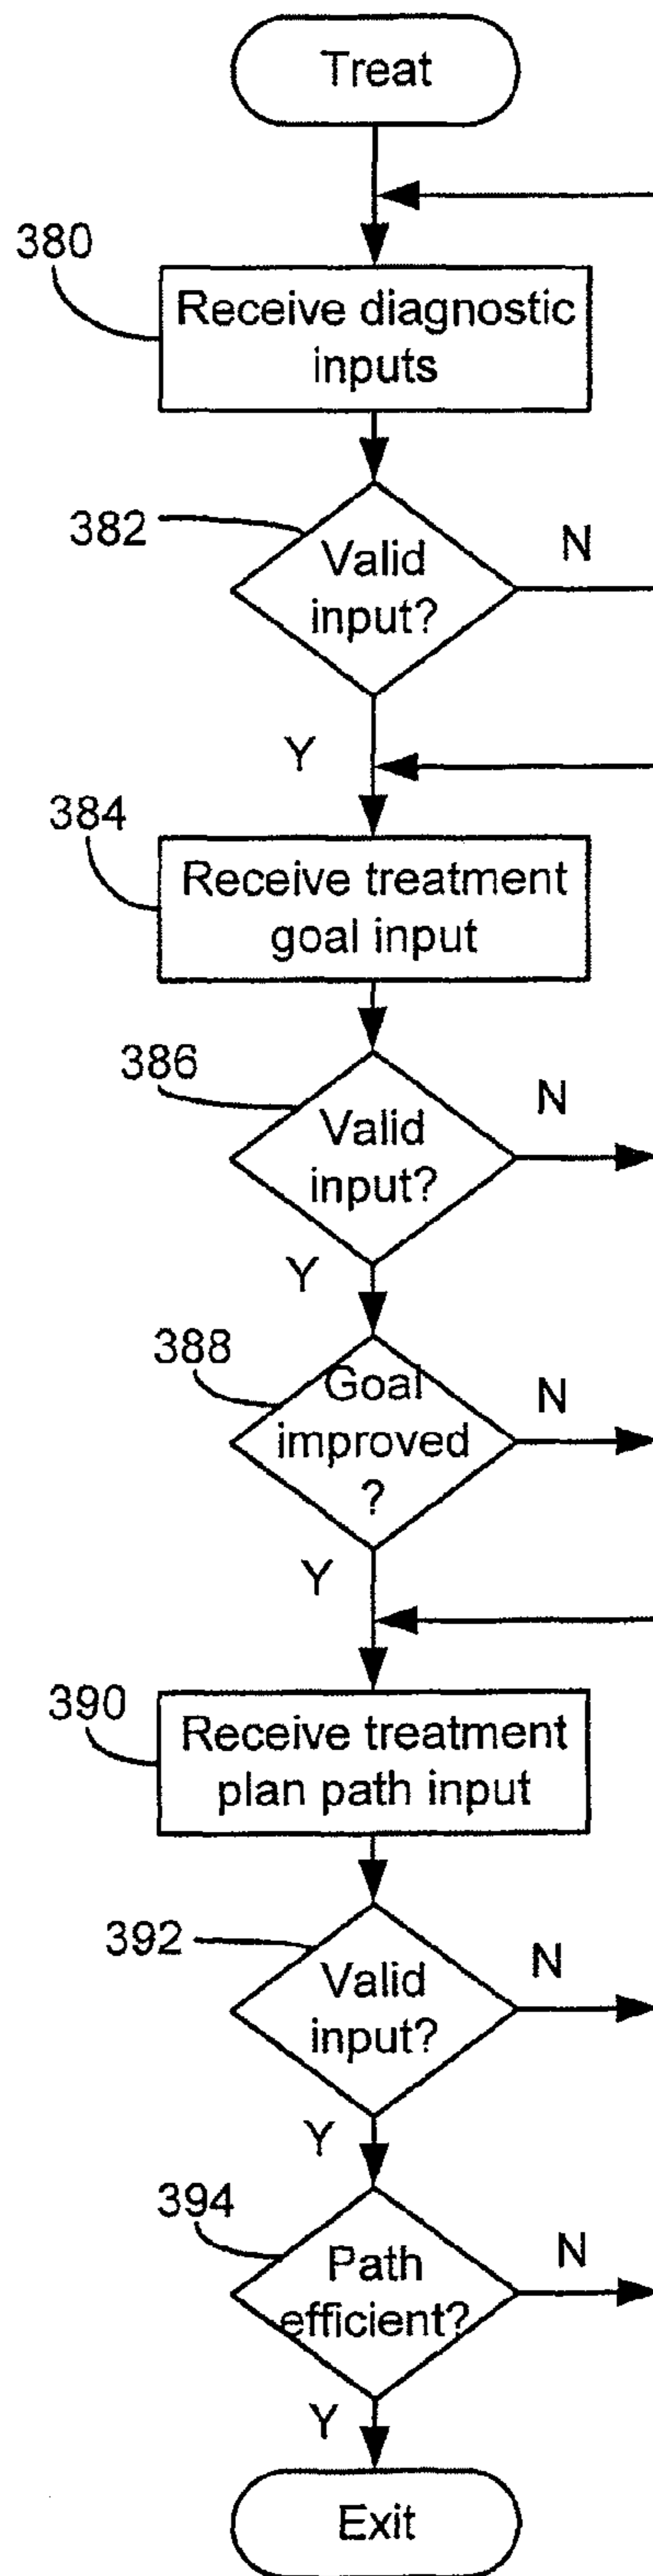 Treat
380
Receive diagnostic
inputs
382
Valid
input?
N
Y
384
Receive treatment
goal input
386
Valid
input?
N
Y
388
Goal
improved
?
N
Y
390
Receive treatment
plan path input
392
Valid
input?
N
Y
394
Path
efficient?
N
Y
Exit